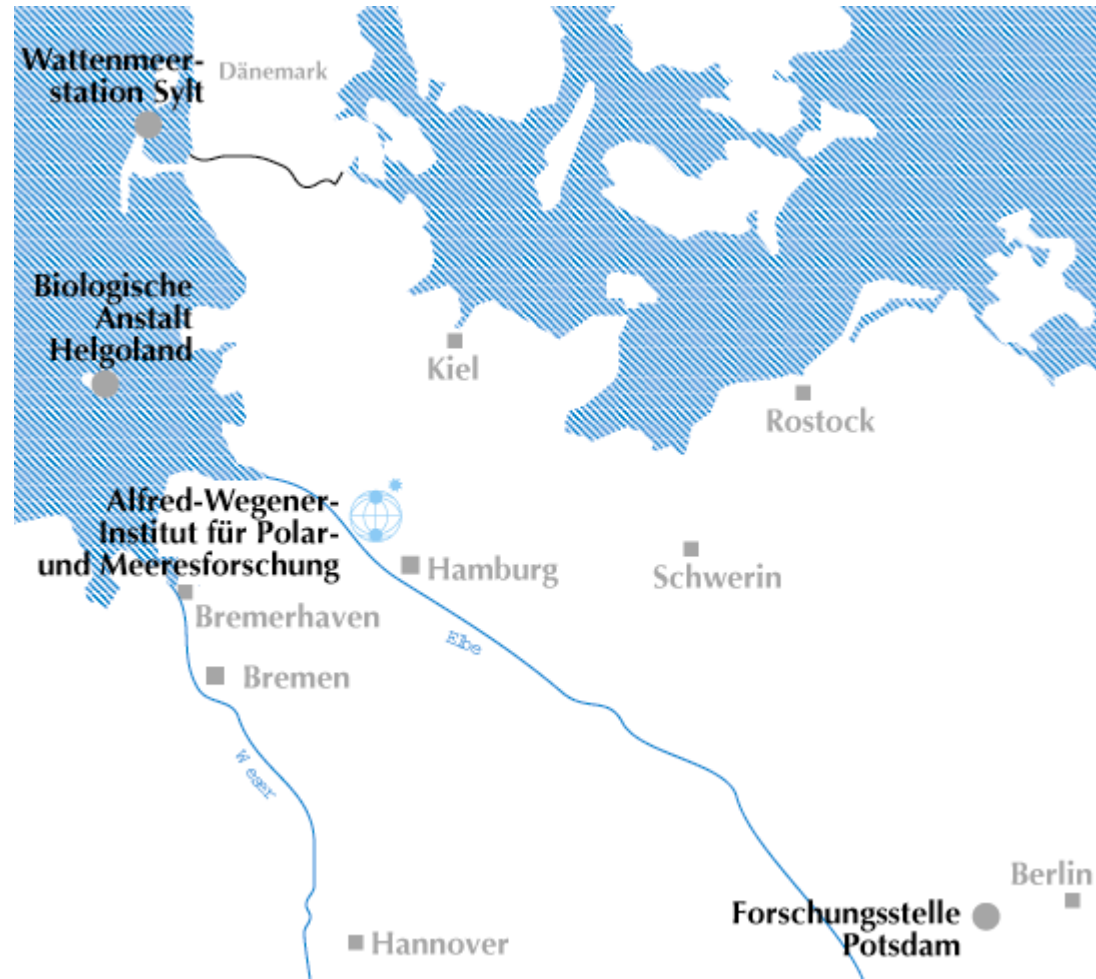 Wattenmeer-
station Sylt
Dänemark
Biologische
Anstalt
Helgoland
Kiel
Rostock
Alfred-Wegener-
Institut für Polar-
und Meeresforschung
Hamburg
Schwerin
Bremerhaven
Elbe
Bremen
Weser
Berlin
Forschungsstelle
Potsdam
Hannover